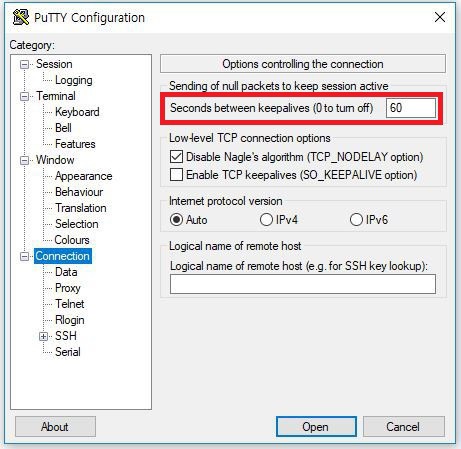 PuTTY Configuration
Category:
Session
Logging
Terminal
Keyboard
Bell
Features
Window
Appearance
Behaviour
Translation
Selection
Colours
Connection
Data
Proxy
Telnet
Rlogin
SSH
Serial
Options controlling the connection
Sending of null packets to keep session active
Seconds between keepalives (0 to turn off) 60
Low-level TCP connection options
Disable Nagle's algorithm (TCP_NODELAY option)
Enable TCP keepalives (SO_KEEPALIVE option)
Internet protocol version
Auto IPv4 IPv6
Logical name of remote host
Logical name of remote host (e.g. for SSH key lookup):
About Open Cancel